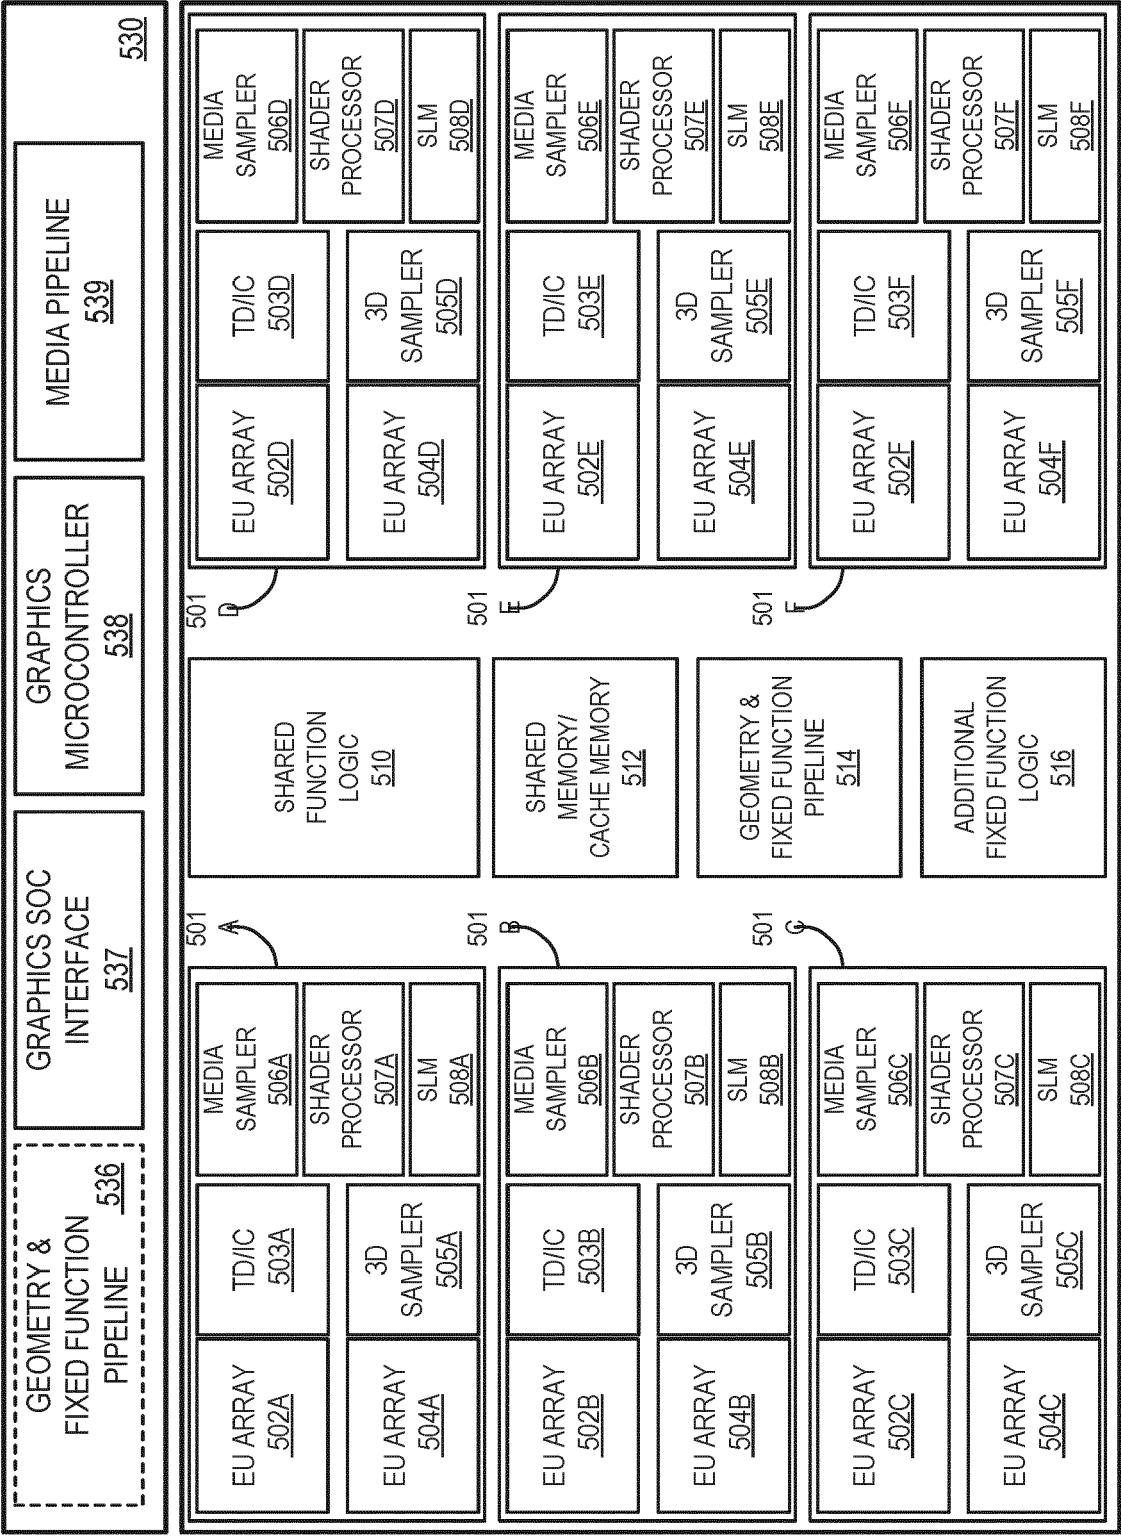 GEOMETRY &
FIXED FUNCTION
PIPELINE
536
GRAPHICS SOC
INTERFACE
537
GRAPHICS
MICROCONTROLLER
538
MEDIA PIPELINE
539
530
EU ARRAY
502A
TD/IC
503A
MEDIA
SAMPLER
506A
SHADER
PROCESSOR
507A
EU ARRAY
504A
3D
SAMPLER
505A
SLM
508A
501
A
SHARED
FUNCTION
LOGIC
510
501
D
EU ARRAY
502D
TD/IC
503D
MEDIA
SAMPLER
506D
SHADER
PROCESSOR
507D
EU ARRAY
504D
3D
SAMPLER
505D
SLM
508D
EU ARRAY
502B
TD/IC
503B
MEDIA
SAMPLER
506B
SHADER
PROCESSOR
507B
EU ARRAY
504B
3D
SAMPLER
505B
SLM
508B
501
B
SHARED
MEMORY/
CACHE MEMORY
512
501
E
EU ARRAY
502E
TD/IC
503E
MEDIA
SAMPLER
506E
SHADER
PROCESSOR
507E
EU ARRAY
504E
3D
SAMPLER
505E
SLM
508E
GEOMETRY &
FIXED FUNCTION
PIPELINE
514
EU ARRAY
502C
TD/IC
503C
MEDIA
SAMPLER
506C
SHADER
PROCESSOR
507C
EU ARRAY
504C
3D
SAMPLER
505C
SLM
508C
501
C
ADDITIONAL
FIXED FUNCTION
LOGIC
516
501
F
EU ARRAY
502F
TD/IC
503F
MEDIA
SAMPLER
506F
SHADER
PROCESSOR
507F
EU ARRAY
504F
3D
SAMPLER
505F
SLM
508F